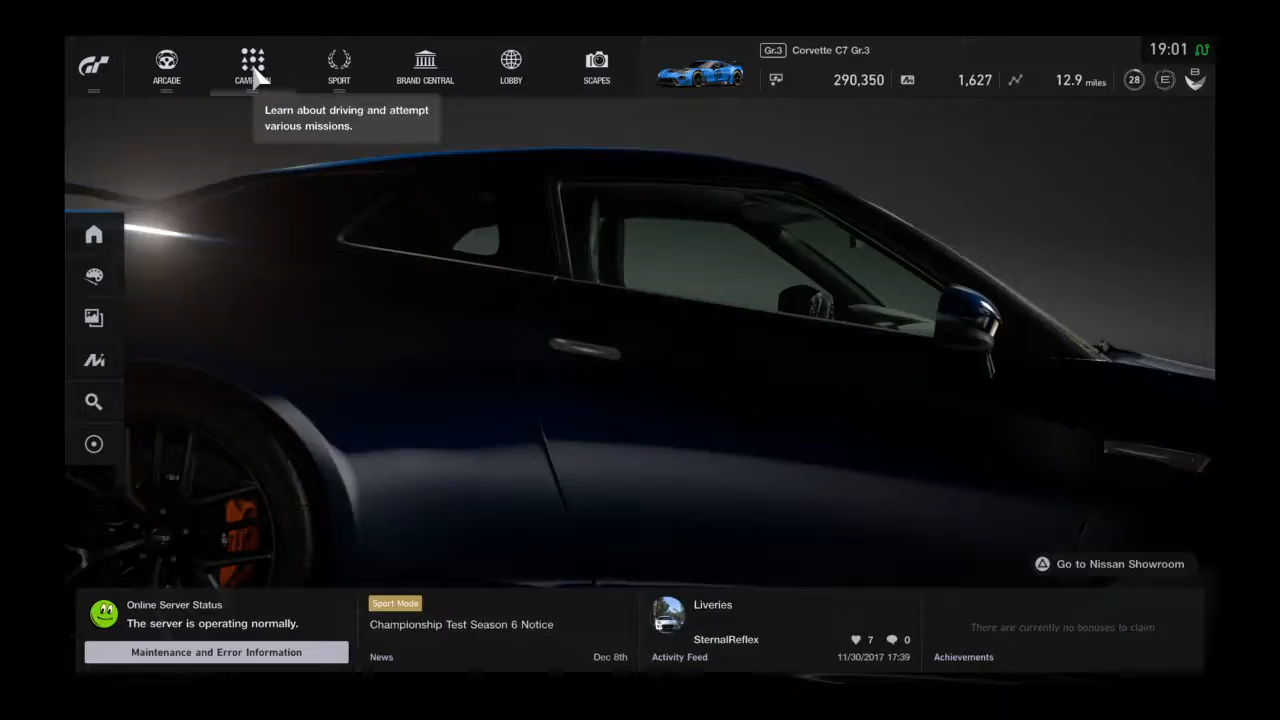 GT
ARCADE
CAMP
SPORT
BRAND CENTRAL
LOBBY
SCAPES
Gr.3 Corvette C7 Gr.3
290,350
1,627
12.9 miles
28
E
B
19:01
Learn about driving and attempt
various missions.
Go to Nissan Showroom
Online Server Status
The server is operating normally.
Maintenance and Error Information
Sport Mode
Championship Test Season 6 Notice
News
Dec 8th
Liveries
SternalReflex
7
0
Activity Feed
11/30/2017 17:39
There are currently no bonuses to claim
Achievements